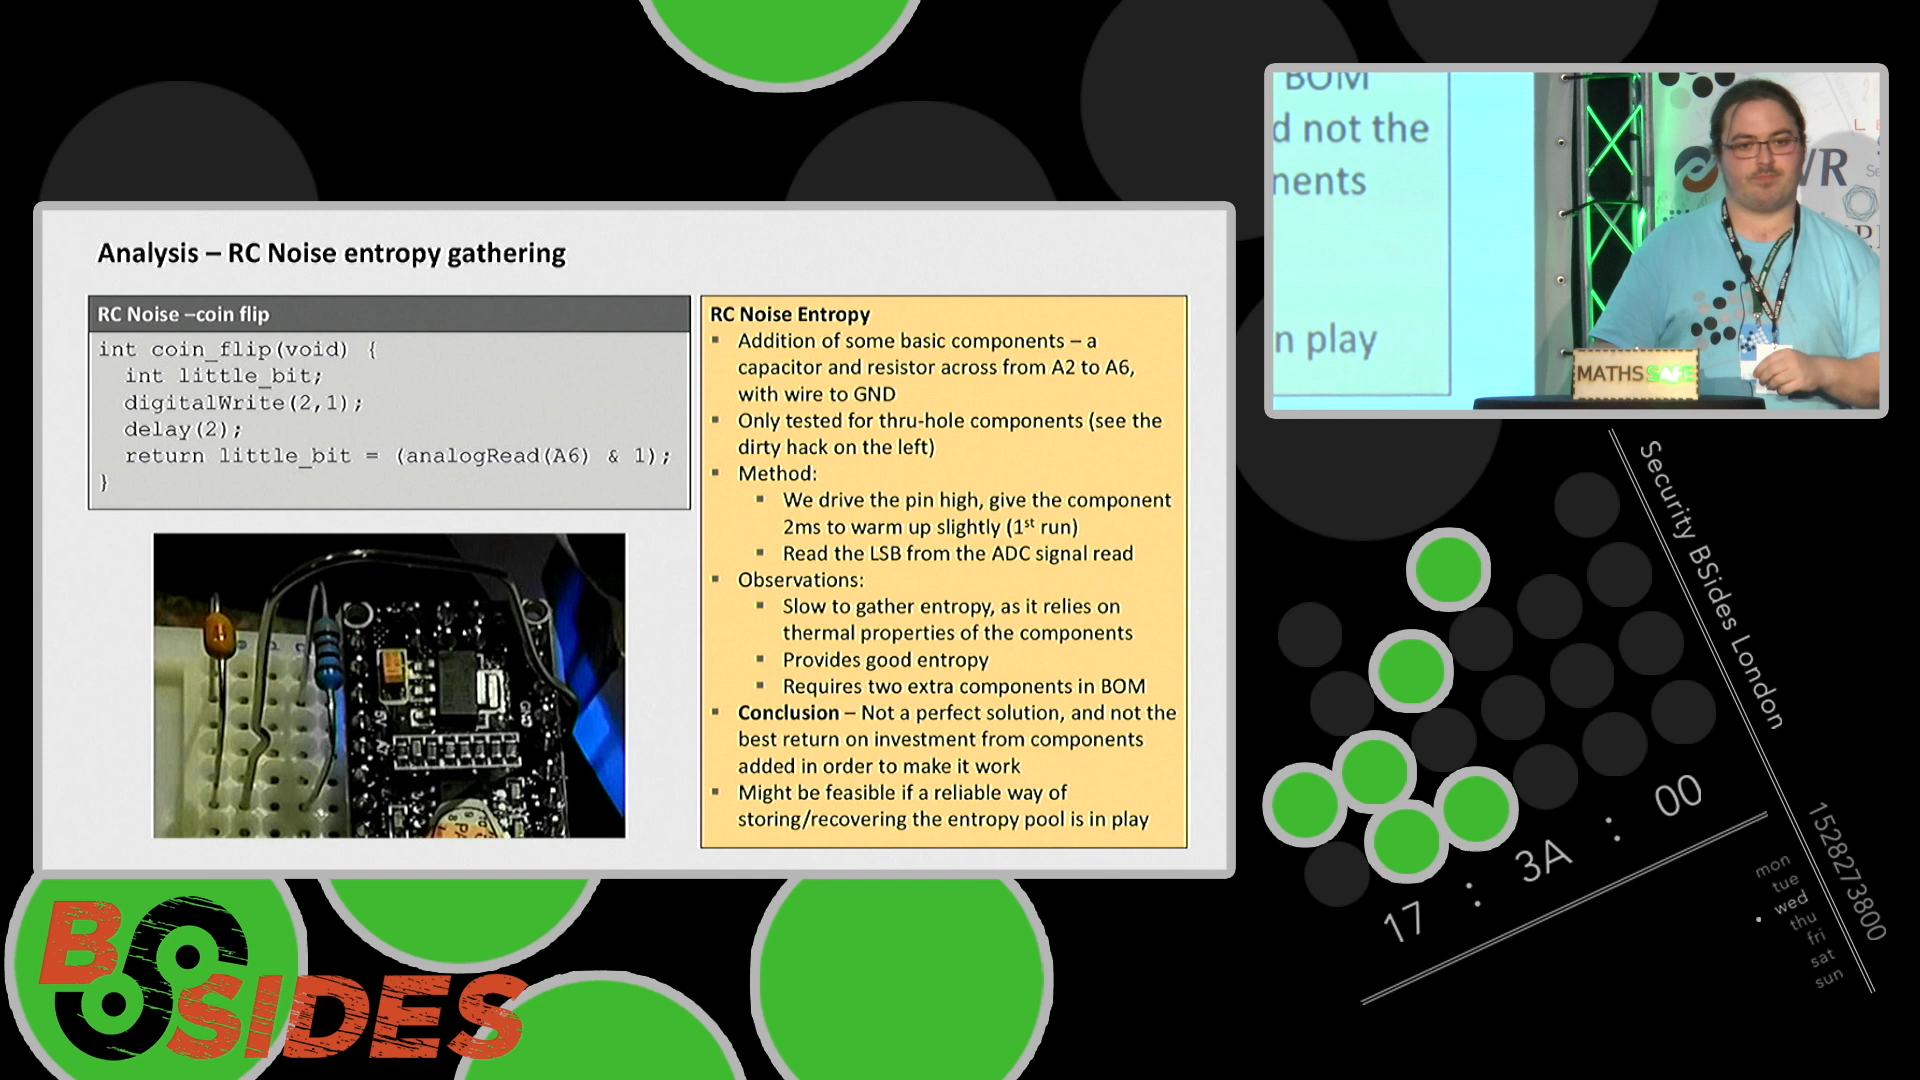 Analysis – RC Noise entropy gathering
RC Noise –coin flip
int coin_flip(void) {
int little_bit;
digitalWrite(2,1);
delay(2);
return little_bit = (analogRead(A6) & 1);
}
RC Noise Entropy
Addition of some basic components – a
capacitor and resistor across from A2 to A6,
with wire to GND
Only tested for thru-hole components (see the
dirty hack on the left)
Method:
We drive the pin high, give the component
2ms to warm up slightly (1st run)
Read the LSB from the ADC signal read
Observations:
Slow to gather entropy, as it relies on
thermal properties of the components
Provides good entropy
Requires two extra components in BOM
Conclusion – Not a perfect solution, and not the
best return on investment from components
added in order to make it work
Might be feasible if a reliable way of
storing/recovering the entropy pool is in play
GND
5V
BOM
d not the
nents
n play
MATHS SAFE
Security BSides London
17 : 3A : 00
1528273800
mon
tue
wed
thu
fri
sat
sun
BSIDES